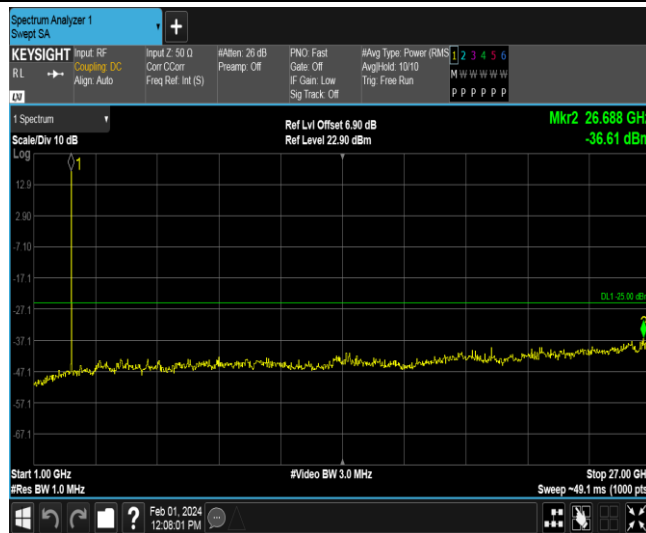 Spectrum Analyzer 1
Swept SA
+
KEYSIGHT Input: RF Input Z: 50 Ω #Atten: 26 dB PNO: Fast #Avg Type: Power (RMS 1 2 3 4 5 6
RL Coupling: DC Corr CCorr Preamp: Off Gate: Off Avg|Hold: 10/10 M W W W W W
Align: Auto Freq Ref: Int (S) IF Gain: Low Trig: Free Run
Sig Track: Off P P P P P P
LXI
1 Spectrum Ref Lvl Offset 6.90 dB Mkr2 26.688 GHz
Scale/Div 10 dB Ref Level 22.90 dBm -36.61 dBm
Log
1
12.9
2.90
-7.10
-17.1
DL1 -25.00 dBm
-27.1
-37.1
-47.1
-57.1
-67.1
Start 1.00 GHz #Video BW 3.0 MHz Stop 27.00 GHz
#Res BW 1.0 MHz Sweep ~49.1 ms (1000 pts
? Feb 01, 2024
12:08:01 PM